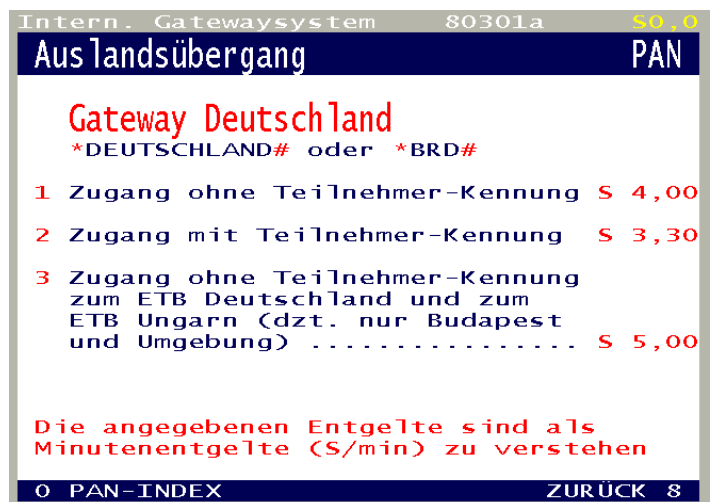 Intern. Gatewaysystem 80301a S0,0
Auslandsübergang PAN
Gateway Deutschland
*DEUTSCHLAND# oder *BRD#
1 Zugang ohne Teilnehmer-Kennung S 4,00
2 Zugang mit Teilnehmer-Kennung S 3,30
3 Zugang ohne Teilnehmer-Kennung
zum ETB Deutschland und zum
ETB Ungarn (dzt. nur Budapest
und Umgebung) ................ S 5,00
Die angegebenen Entgelte sind als
Minutenentgelte (S/min) zu verstehen
0 PAN-INDEX ZURÜCK 8